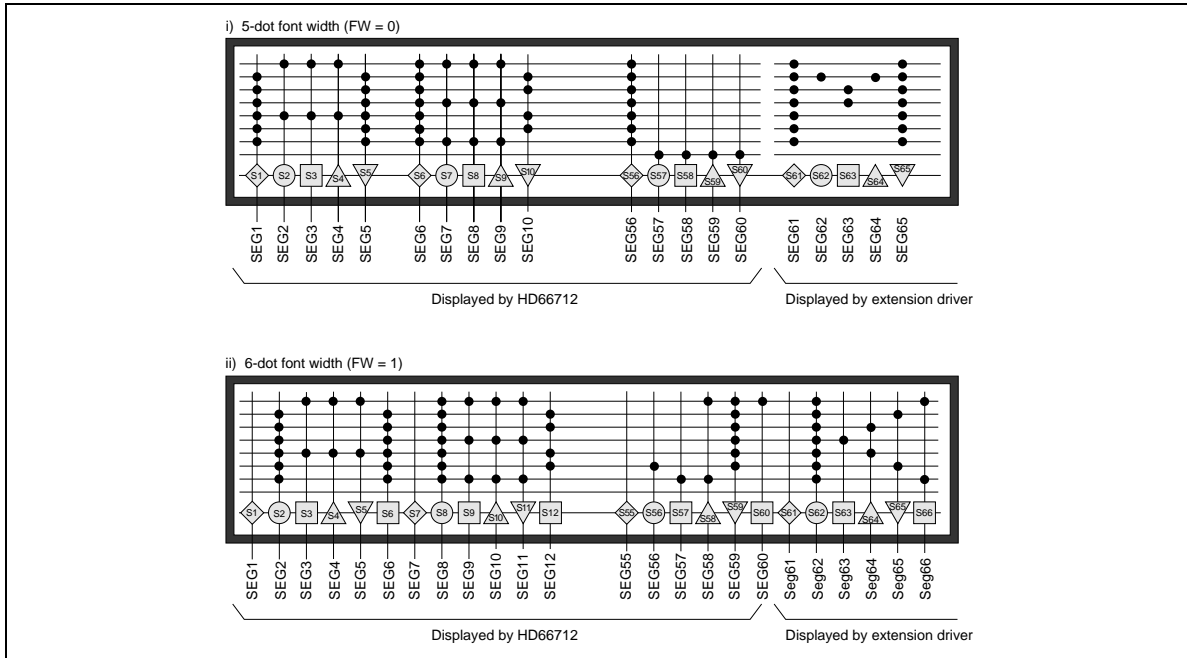 i) 5-dot font width (FW = 0)
S1 S2 S3 S4 S5 S6 S7 S8 S9 S10 S56 S57 S58 S59 S60 S61 S62 S63 S64 S65
SEG1 SEG2 SEG3 SEG4 SEG5 SEG6 SEG7 SEG8 SEG9 SEG10 SEG56 SEG57 SEG58 SEG59 SEG60 SEG61 SEG62 SEG63 SEG64 SEG65
Displayed by HD66712 Displayed by extension driver
ii) 6-dot font width (FW = 1)
S1 S2 S3 S4 S5 S6 S7 S8 S9 S10 S11 S12 S55 S56 S57 S58 S59 S60 S61 S62 S63 S64 S65 S66
SEG1 SEG2 SEG3 SEG4 SEG5 SEG6 SEG7 SEG8 SEG9 SEG10 SEG11 SEG12 SEG55 SEG56 SEG57 SEG58 SEG59 SEG60 Seg61 Seg62 Seg63 Seg64 Seg65 Seg66
Displayed by HD66712 Displayed by extension driver